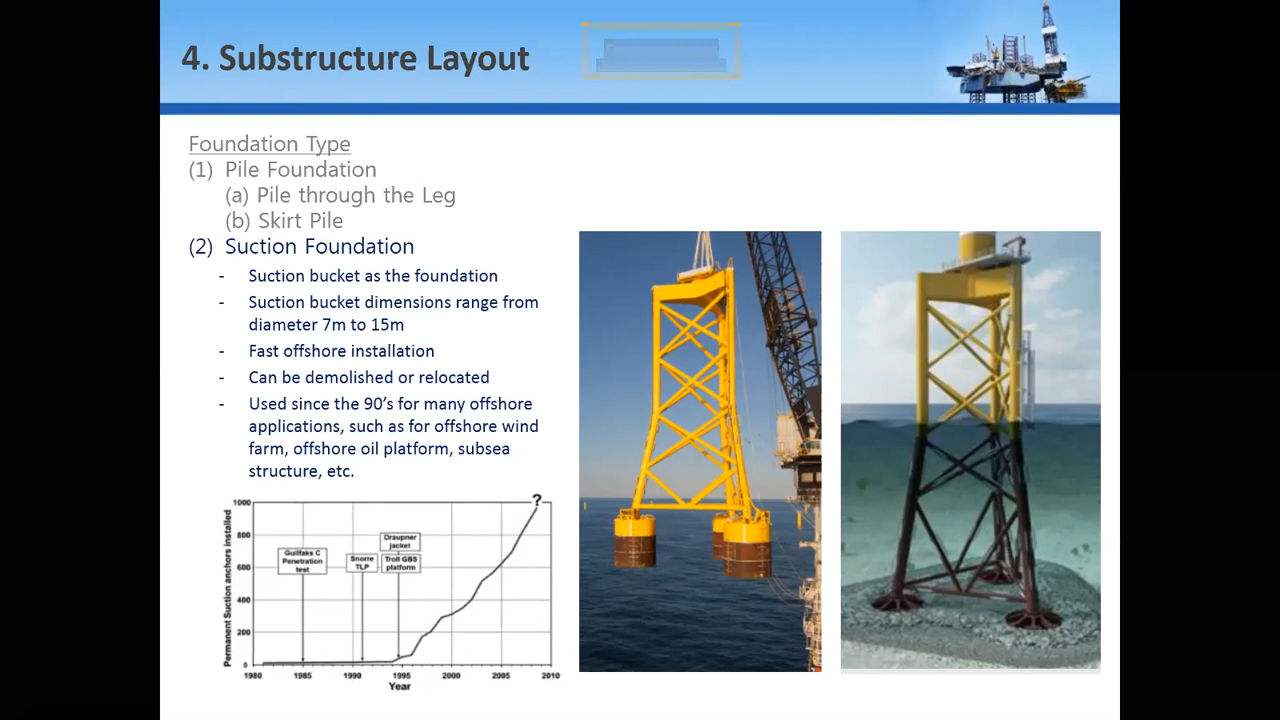 4. Substructure Layout
Foundation Type
(1) Pile Foundation
(a) Pile through the Leg
(b) Skirt Pile
(2) Suction Foundation
- Suction bucket as the foundation
- Suction bucket dimensions range from
diameter 7m to 15m
- Fast offshore installation
- Can be demolished or relocated
- Used since the 90’s for many offshore
applications, such as for offshore wind
farm, offshore oil platform, subsea
structure, etc.
Permanent Suction anchors installed
1000
800
600
400
200
0
?
Gullfaks C
Penetration
test
Snorre
TLP
Draupner
jacket
Troll GBS
platform
1980 1985 1990 1995 2000 2005 2010
Year